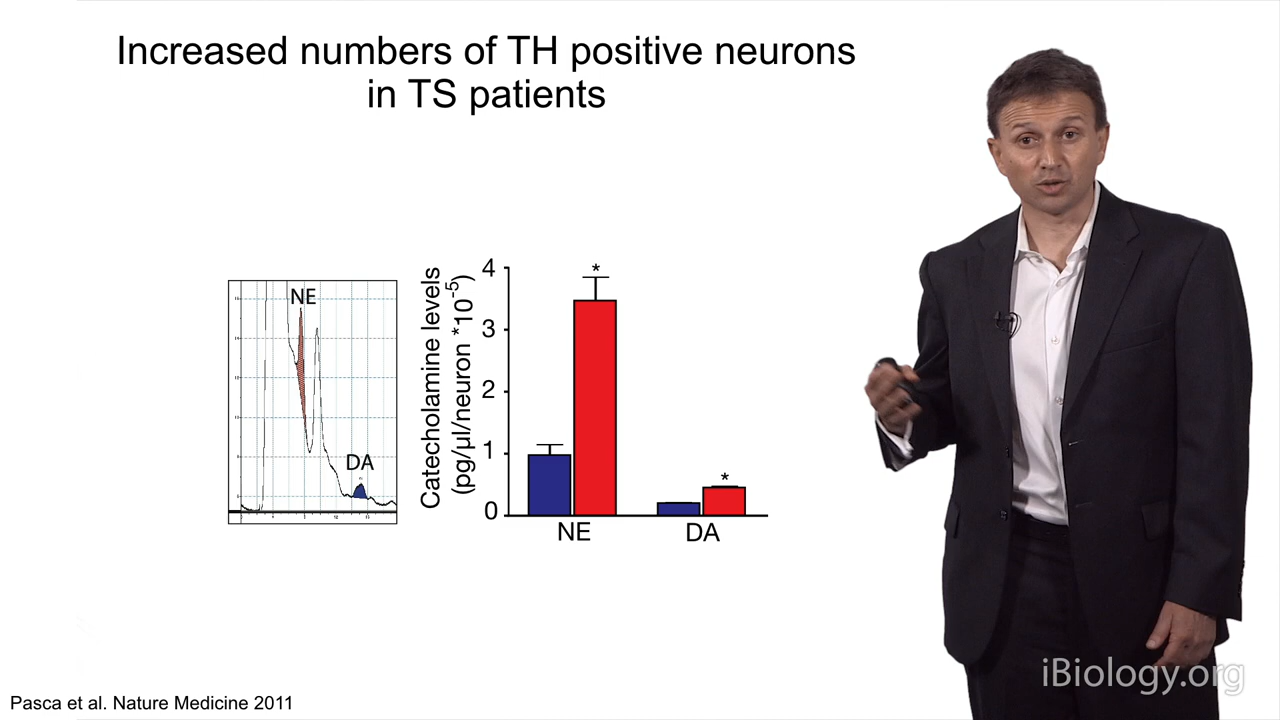 Increased numbers of TH positive neurons
in TS patients
NE
DA
Catecholamine levels
(pg/µl/neuron *10⁻⁵)
4
3
2
1
0
*
*
NE
DA
iBiology.org
Pasca et al. Nature Medicine 2011